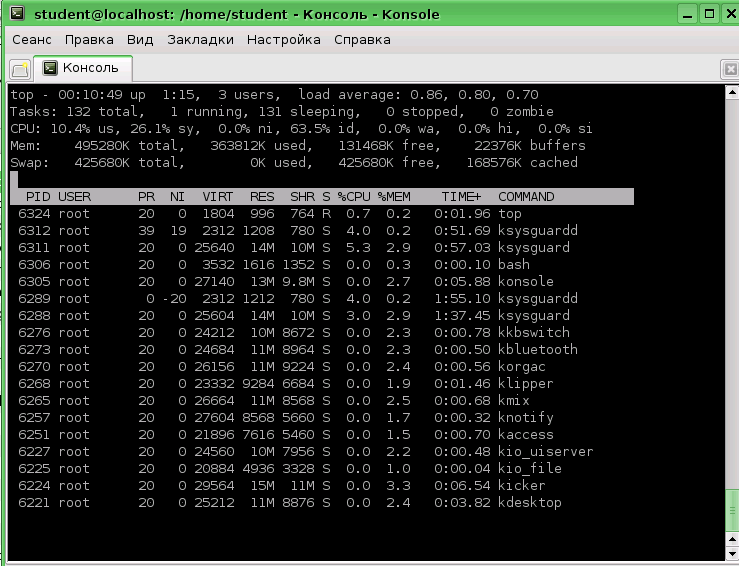 student@localhost: /home/student - Консоль - Konsole
Сеанс Правка Вид Закладки Настройка Справка
Консоль
top - 00:10:49 up  1:15,  3 users,  load average: 0.86, 0.80, 0.70
Tasks: 132 total,   1 running, 131 sleeping,   0 stopped,   0 zombie
CPU: 10.4% us, 26.1% sy,  0.0% ni, 63.5% id,  0.0% wa,  0.0% hi,  0.0% si
Mem:    495280K total,   363812K used,   131468K free,    22376K buffers
Swap:   425680K total,        0K used,   425680K free,   168576K cached
PID USER      PR  NI  VIRT  RES  SHR S %CPU %MEM    TIME+  COMMAND
6324 root      20   0  1804  996  764 R  0.7  0.2   0:01.96 top
6312 root      39  19  2312 1208  780 S  4.0  0.2   0:51.69 ksysguardd
6311 root      20   0 25640  14M  10M S  5.3  2.9   0:57.03 ksysguard
6306 root      20   0  3532 1616 1352 S  0.0  0.3   0:00.10 bash
6305 root      20   0 27140  13M 9.8M S  0.0  2.7   0:05.88 konsole
6289 root       0 -20  2312 1212  780 S  4.0  0.2   1:55.10 ksysguardd
6288 root      20   0 25604  14M  10M S  3.0  2.9   1:37.45 ksysguard
6276 root      20   0 24212  10M 8672 S  0.0  2.3   0:00.78 kkbswitch
6273 root      20   0 24684  11M 8964 S  0.0  2.3   0:00.50 kbluetooth
6270 root      20   0 26156  11M 9224 S  0.0  2.4   0:00.56 korgac
6268 root      20   0 23332 9284 6684 S  0.0  1.9   0:01.46 klipper
6265 root      20   0 26664  11M 8568 S  0.0  2.5   0:00.68 kmix
6257 root      20   0 27604 8568 5660 S  0.0  1.7   0:00.32 knotify
6251 root      20   0 21896 7616 5460 S  0.0  1.5   0:00.70 kaccess
6227 root      20   0 24560  10M 7956 S  0.0  2.2   0:00.48 kio_uiserver
6225 root      20   0 20884 4936 3328 S  0.0  1.0   0:00.04 kio_file
6224 root      20   0 29564  15M  11M S  0.0  3.3   0:06.54 kicker
6221 root      20   0 25212  11M 8876 S  0.0  2.4   0:03.82 kdesktop